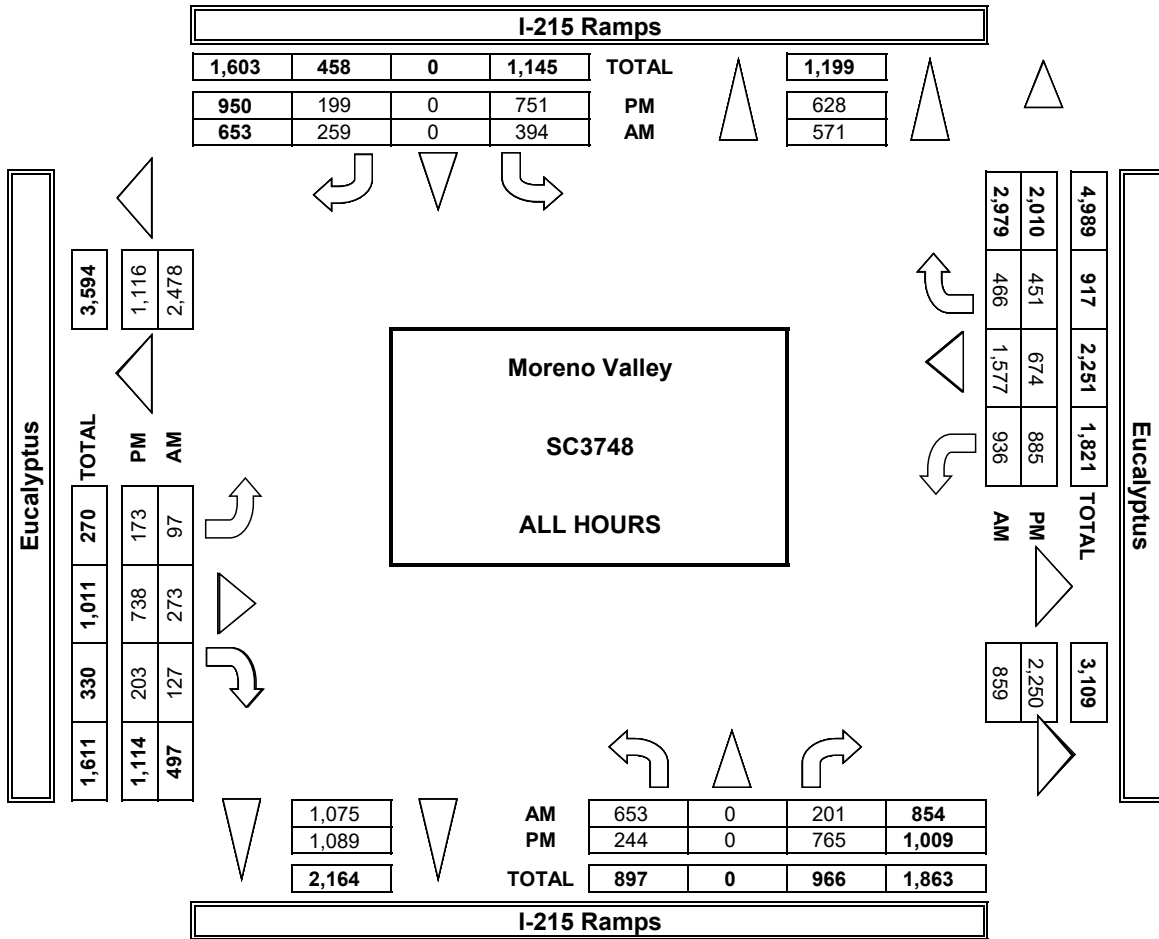 I-215 Ramps
1,603 458 0 1,145 TOTAL 1,199
950 199 0 751 PM 628
653 259 0 394 AM 571
Eucalyptus
3,594
1,116
2,478
TOTAL
PM
AM
270 1,011 330 1,611
173 738 203 1,114
97 273 127 497
Moreno Valley
SC3748
ALL HOURS
4,989 917 2,251 1,821 TOTAL
2,010 451 674 885 PM
2,979 466 1,577 936 AM
3,109
2,250
859
Eucalyptus
1,075 AM 653 0 201 854
1,089 PM 244 0 765 1,009
2,164 TOTAL 897 0 966 1,863
I-215 Ramps